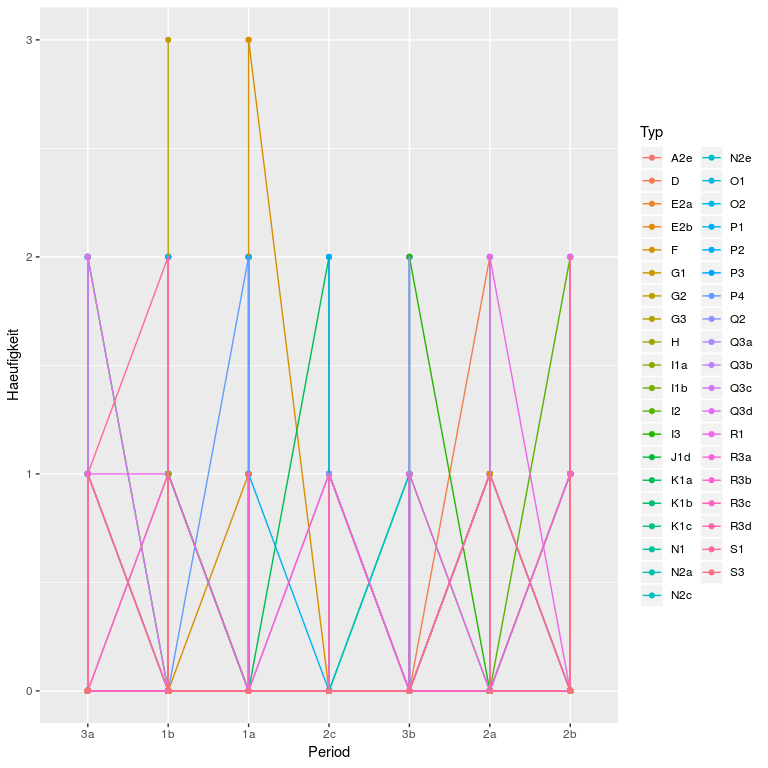 3
2
1
0
Haeufigkeit
3a 1b 1a 2c 3b 2a 2b
Period
Typ
A2e
D
E2a
E2b
F
G1
G2
G3
H
I1a
I1b
I2
I3
J1d
K1a
K1b
K1c
N1
N2a
N2c
N2e
O1
O2
P1
P2
P3
P4
Q2
Q3a
Q3b
Q3c
Q3d
R1
R3a
R3b
R3c
R3d
S1
S3